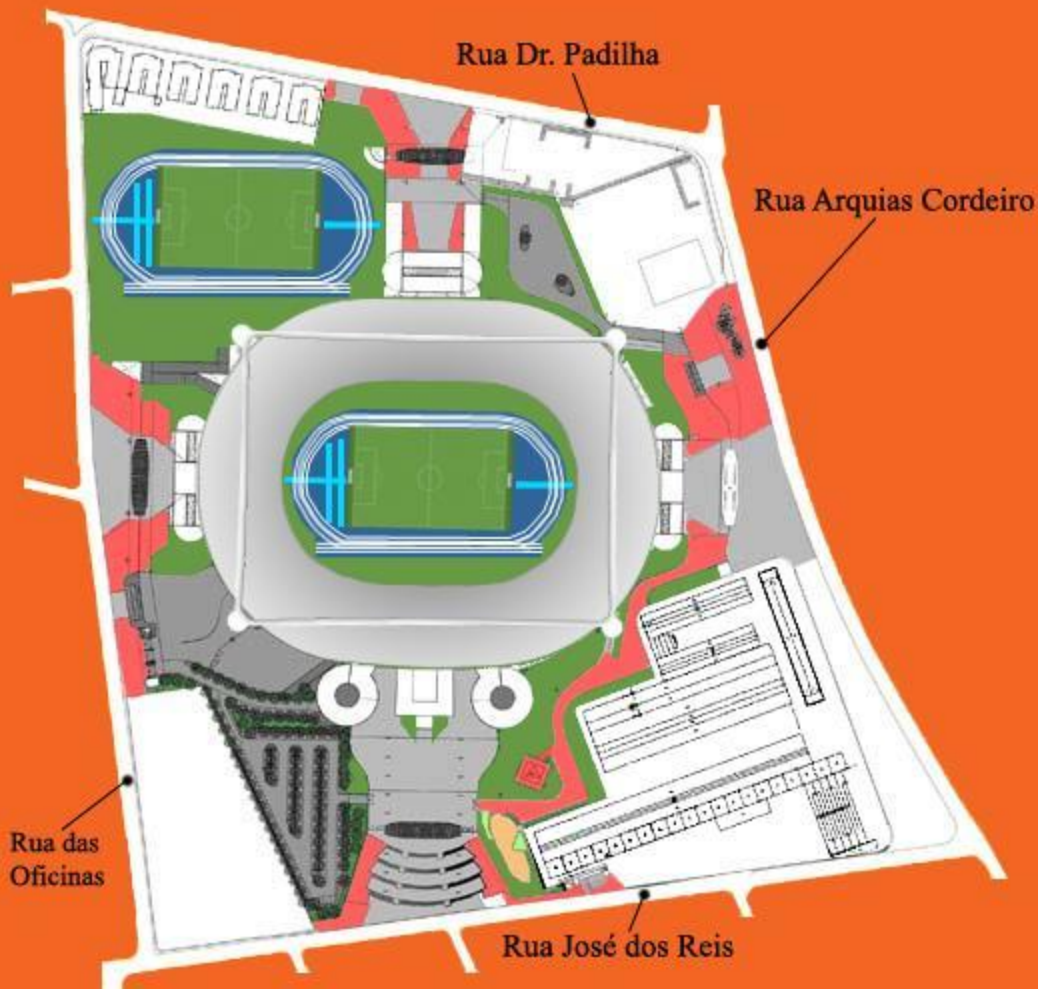 Rua Dr. Padilha
Rua Arquias Cordeiro
Rua das
Oficinas
Rua José dos Reis